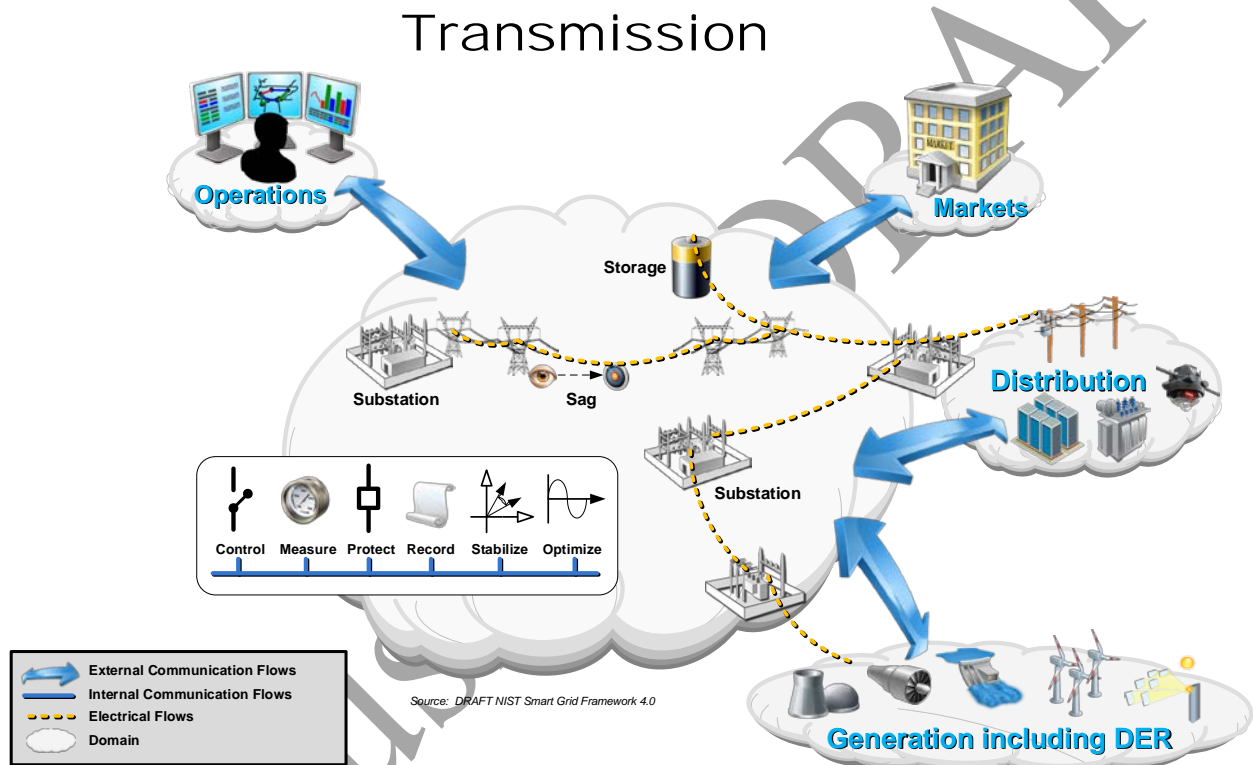 Transmission
Operations
MARKET
Markets
Storage
Substation
Sag
Distribution
Substation
Control Measure Protect Record Stabilize Optimize
External Communication Flows
Internal Communication Flows
Electrical Flows
Domain
Source: DRAFT NIST Smart Grid Framework 4.0
Generation including DER